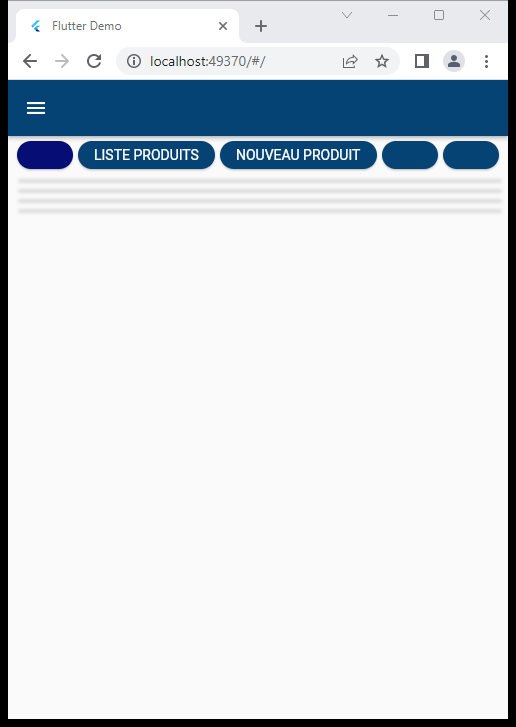 Flutter Demo
localhost:49370/#/
LISTE PRODUITS
NOUVEAU PRODUIT